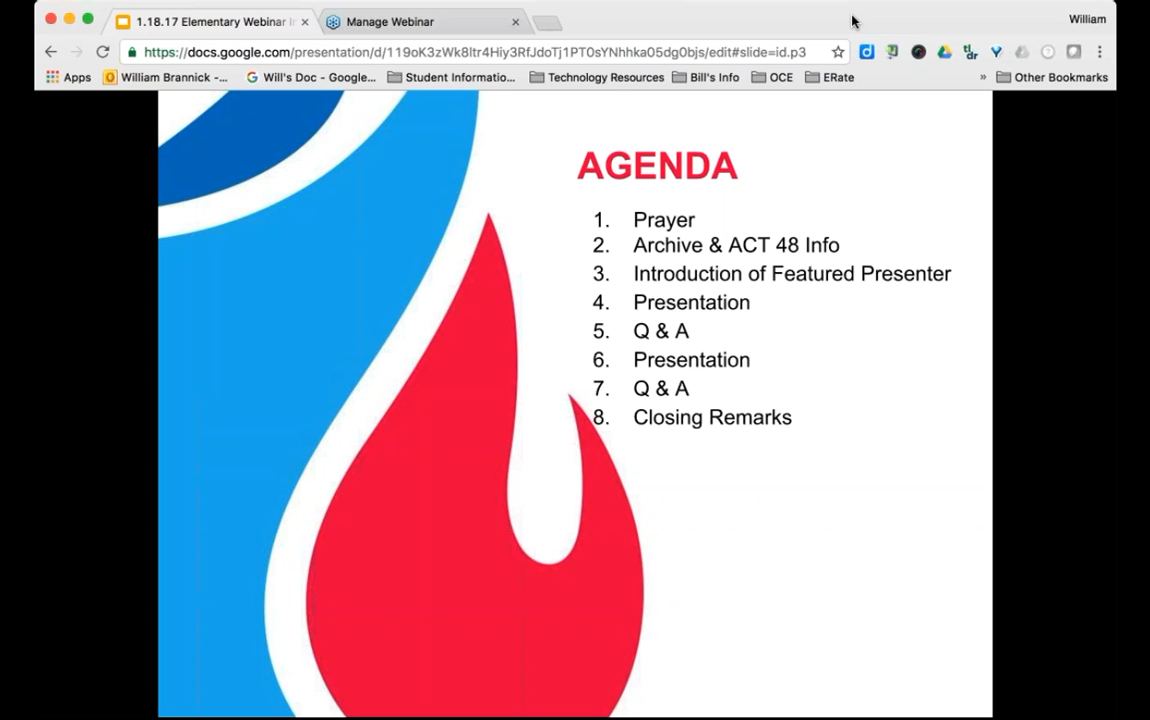 1.18.17 Elementary Webinar
Manage Webinar
William
https://docs.google.com/presentation/d/119oK3zWk8ltr4Hiy3RfJdoTj1PT0sYNhhka05dg0bjs/edit#slide=id.p3
Apps
William Brannick -...
Will's Doc - Google...
Student Informatio...
Technology Resources
Bill's Info
OCE
ERate
»
Other Bookmarks
AGENDA
1. Prayer
2. Archive & ACT 48 Info
3. Introduction of Featured Presenter
4. Presentation
5. Q & A
6. Presentation
7. Q & A
8. Closing Remarks